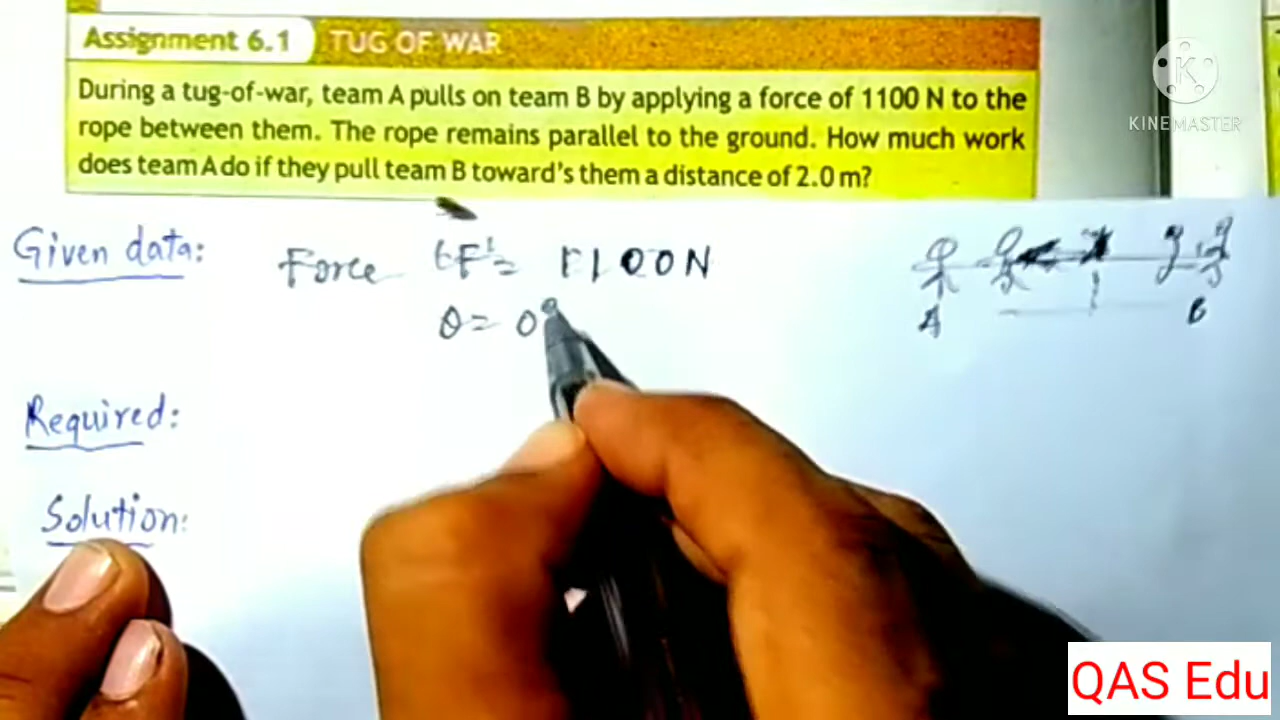 Assignment 6.1 TUG OF WAR
During a tug-of-war, team A pulls on team B by applying a force of 1100 N to the
rope between them. The rope remains parallel to the ground. How much work
does team A do if they pull team B toward's them a distance of 2.0 m?
K
KINEMASTER
Given data: Force F = 1100N
θ = 0°
A B
Required:
Solution:
QAS Edu